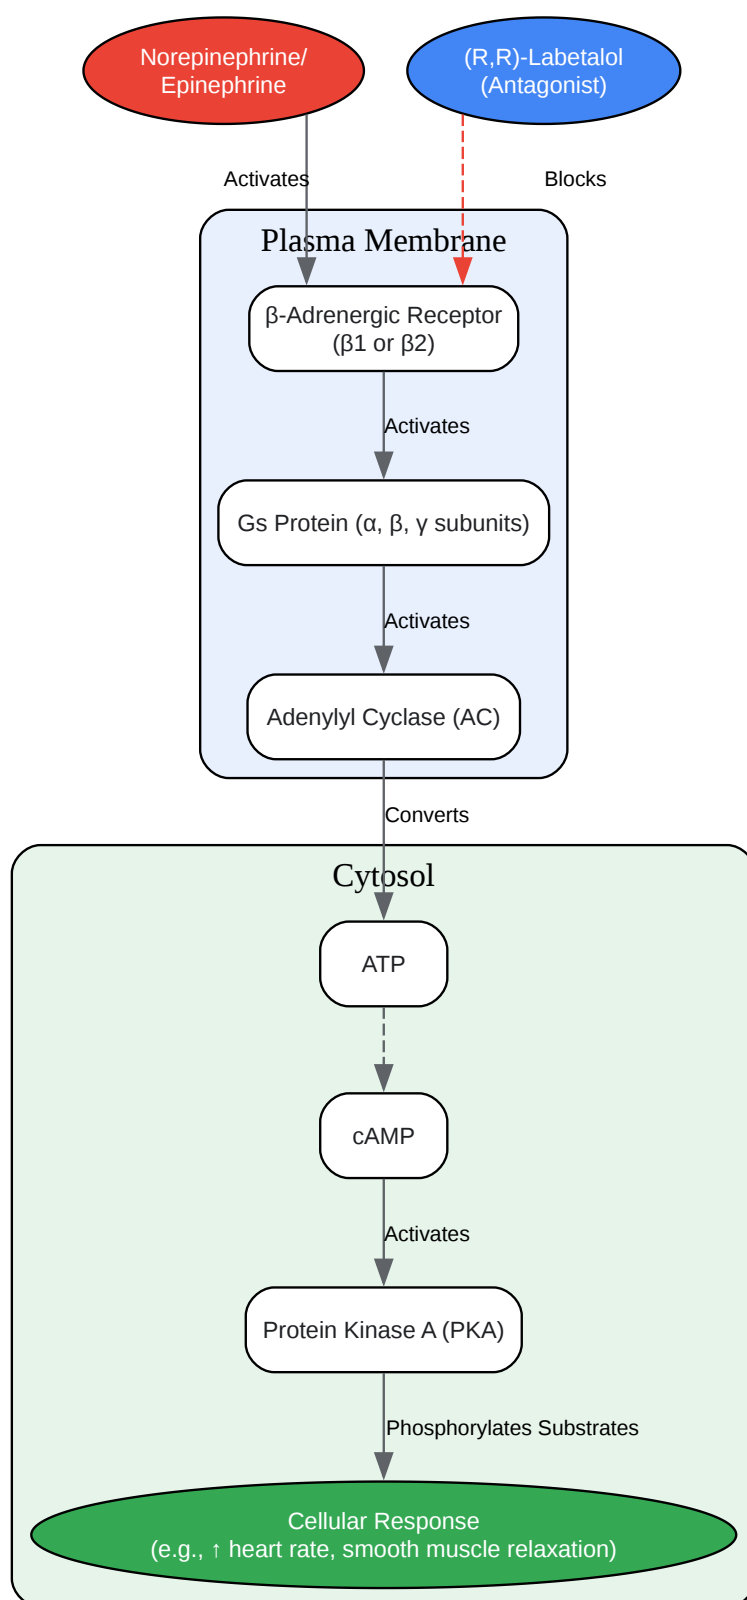 Norepinephrine/
Epinephrine
(R,R)-Labetalol
(Antagonist)
Activates
Blocks
Plasma Membrane
β-Adrenergic Receptor
(β1 or β2)
Activates
Gs Protein (α, β, γ subunits)
Activates
Adenylyl Cyclase (AC)
Converts
Cytosol
ATP
cAMP
Activates
Protein Kinase A (PKA)
Phosphorylates Substrates
Cellular Response
(e.g., ↑ heart rate, smooth muscle relaxation)